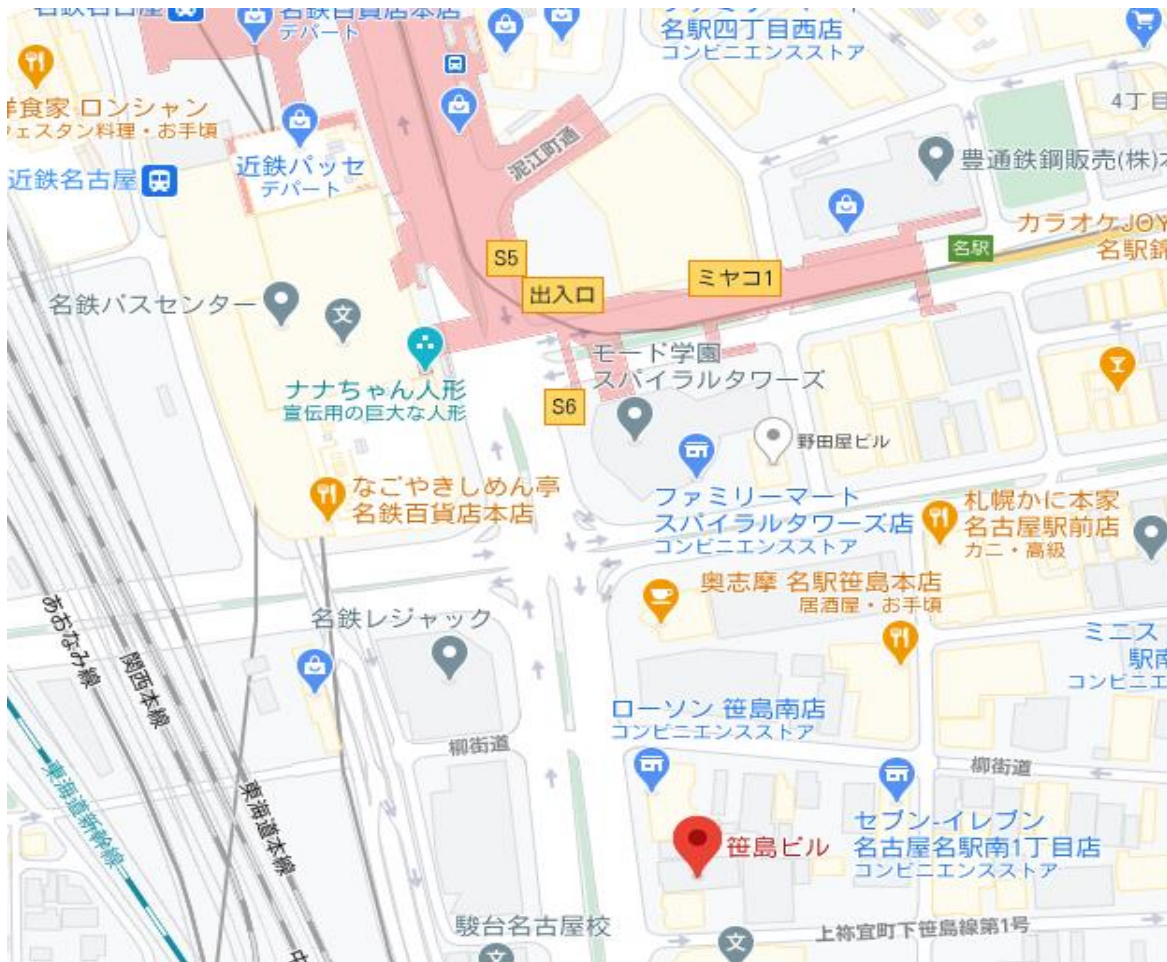 名鉄百貨店本店
デパート
ファミリーマート
名駅四丁目西店
コンビニエンスストア
洋食家 ロンシャン
ウェスタン料理・お手頃
4丁目
近鉄パッセ
デパート
近鉄名古屋
泥江町通
豊通鉄鋼販売(株)
カラオケJOY
名駅錦
名駅
S5
出入口
ミヤコ1
名鉄バスセンター
モード学園
スパイラルタワーズ
ナナちゃん人形
宣伝用の巨大な人形
S6
野田屋ビル
なごやきしめん亭
名鉄百貨店本店
ファミリーマート
スパイラルタワーズ店
コンビニエンスストア
札幌かに本家
名古屋駅前店
カニ・高級
奥志摩 名駅笹島本店
居酒屋・お手頃
名鉄レジャック
あおなみ線
関西本線
ミニス
駅南
コンビニエ
ローソン 笹島南店
コンビニエンスストア
柳街道
柳街道
東海道新幹線
東海道本線
セブン-イレブン
名古屋名駅南1丁目店
コンビニエンスストア
笹島ビル
駿台名古屋校
上祢宜町下笹島線第1号
中